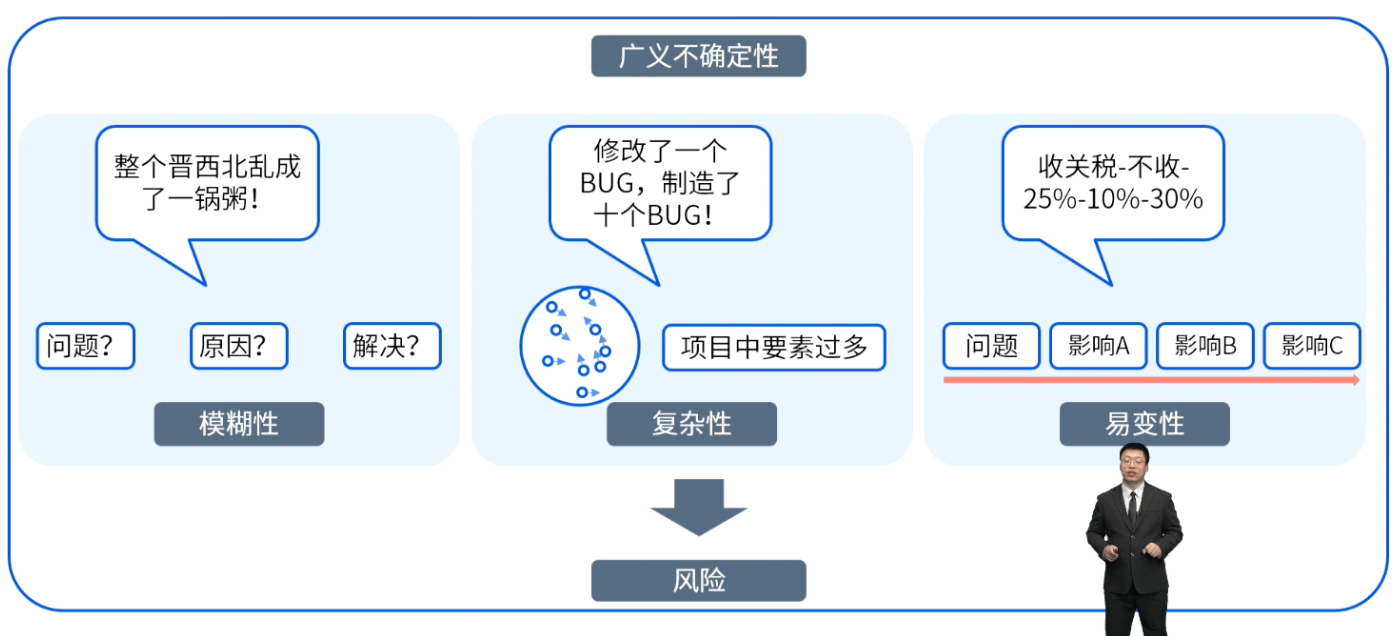 广义不确定性
整个晋西北乱成
了一锅粥！
问题？
原因？
解决？
模糊性
修改了一个
BUG，制造了
十个BUG！
项目中要素过多
复杂性
收关税-不收-
25%-10%-30%
问题
影响A
影响B
影响C
易变性
风险